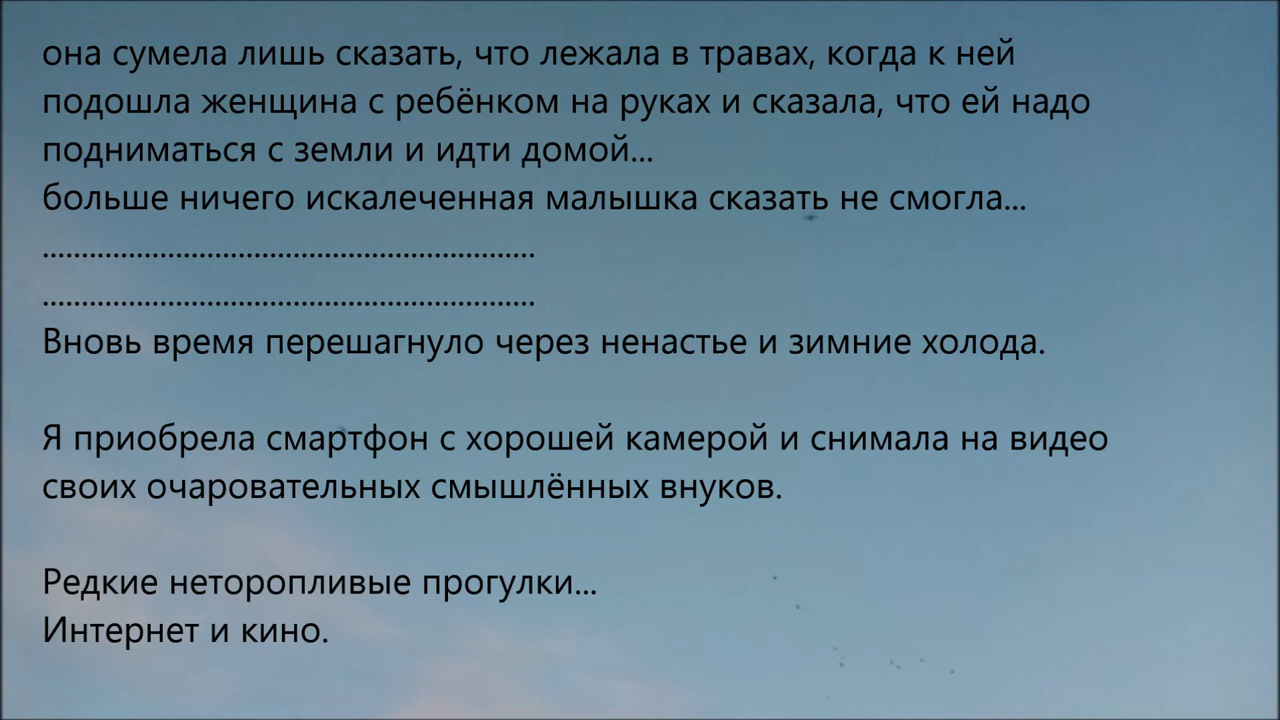 она сумела лишь сказать, что лежала в травах, когда к ней
подошла женщина с ребёнком на руках и сказала, что ей надо
подниматься с земли и идти домой...
больше ничего искалеченная малышка сказать не смогла...
................................................................
................................................................
Вновь время перешагнуло через ненастье и зимние холода.
Я приобрела смартфон с хорошей камерой и снимала на видео
своих очаровательных смышлённых внуков.
Редкие неторопливые прогулки...
Интернет и кино.